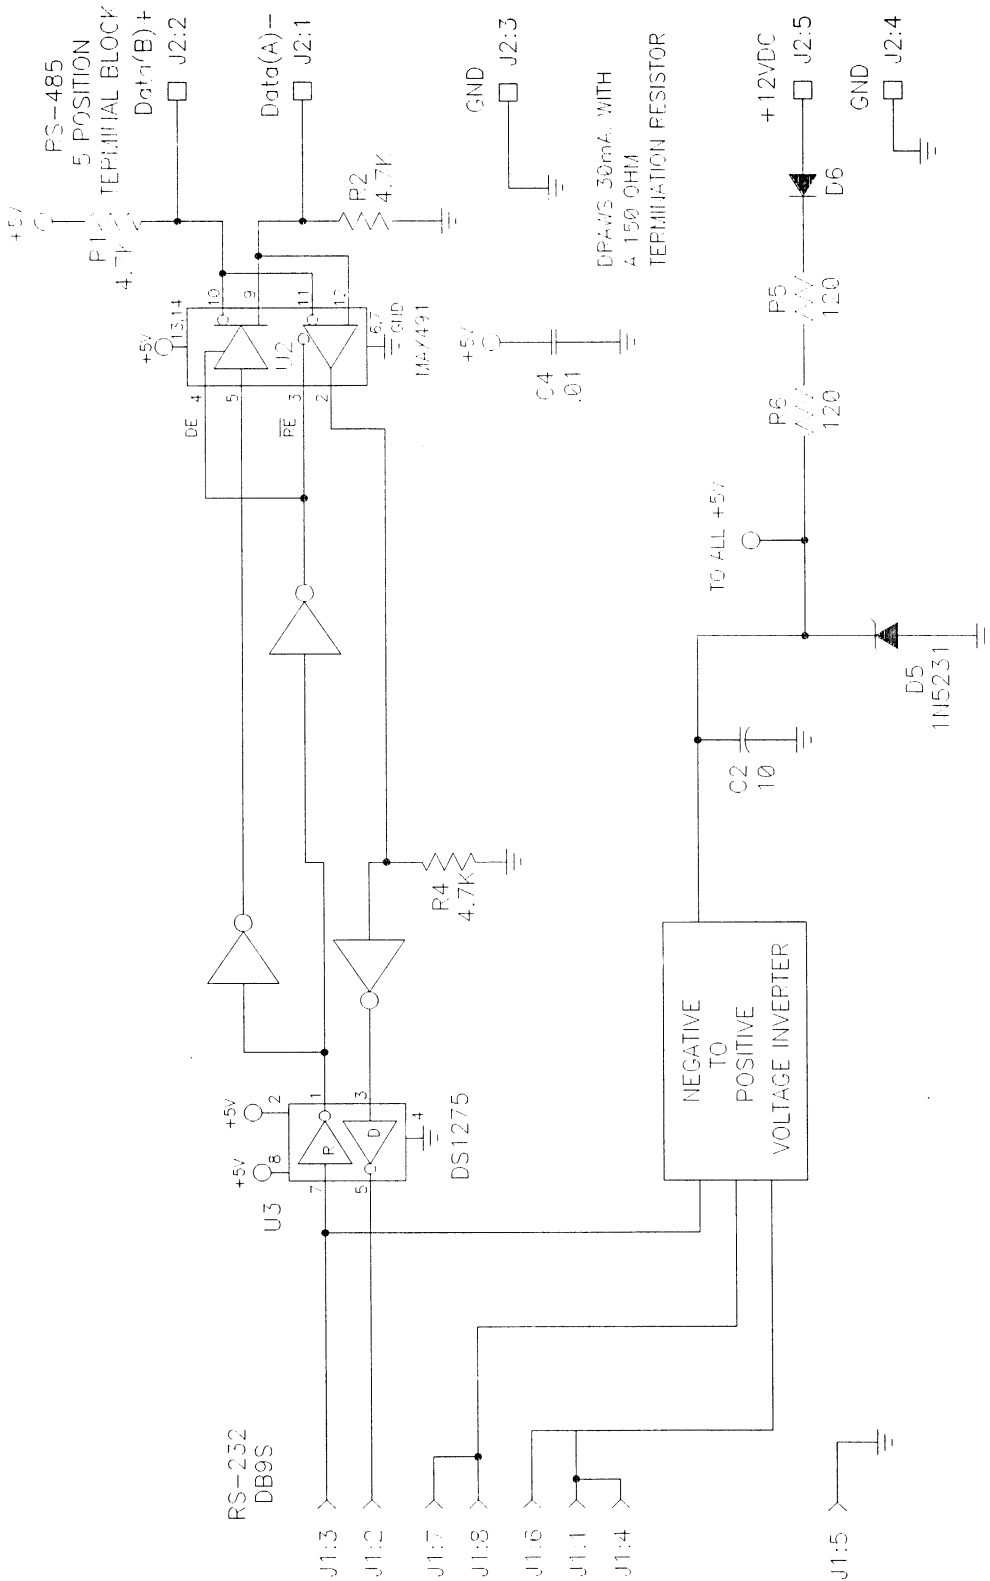 RS-232
DB9S
J1:3
J1:2
J1:7
J1:8
J1:6
J1:1
J1:4
J1:5
U3
+5V
8
+5V
2
7
R
1
5
D
3
4
DS1275
R4
4.7K
NEGATIVE
TO
POSITIVE
VOLTAGE INVERTER
C2
10
D5
1N5231
TO ALL +5V
R6
120
R5
120
D6
+12VDC
J2:5
GND
J2:4
DE
4
5
RE
3
2
U2
+5V
13,14
10
9
11
12
6,7
GND
MAX491
+5V
C4
.01
DRAWS 30mA. WITH
A 150 OHM
TERMINATION RESISTOR
+5V
R1
4.7K
R2
4.7K
RS-485
5 POSITION
TERMINAL BLOCK
Data(B)+
J2:2
Data(A)-
J2:1
GND
J2:3